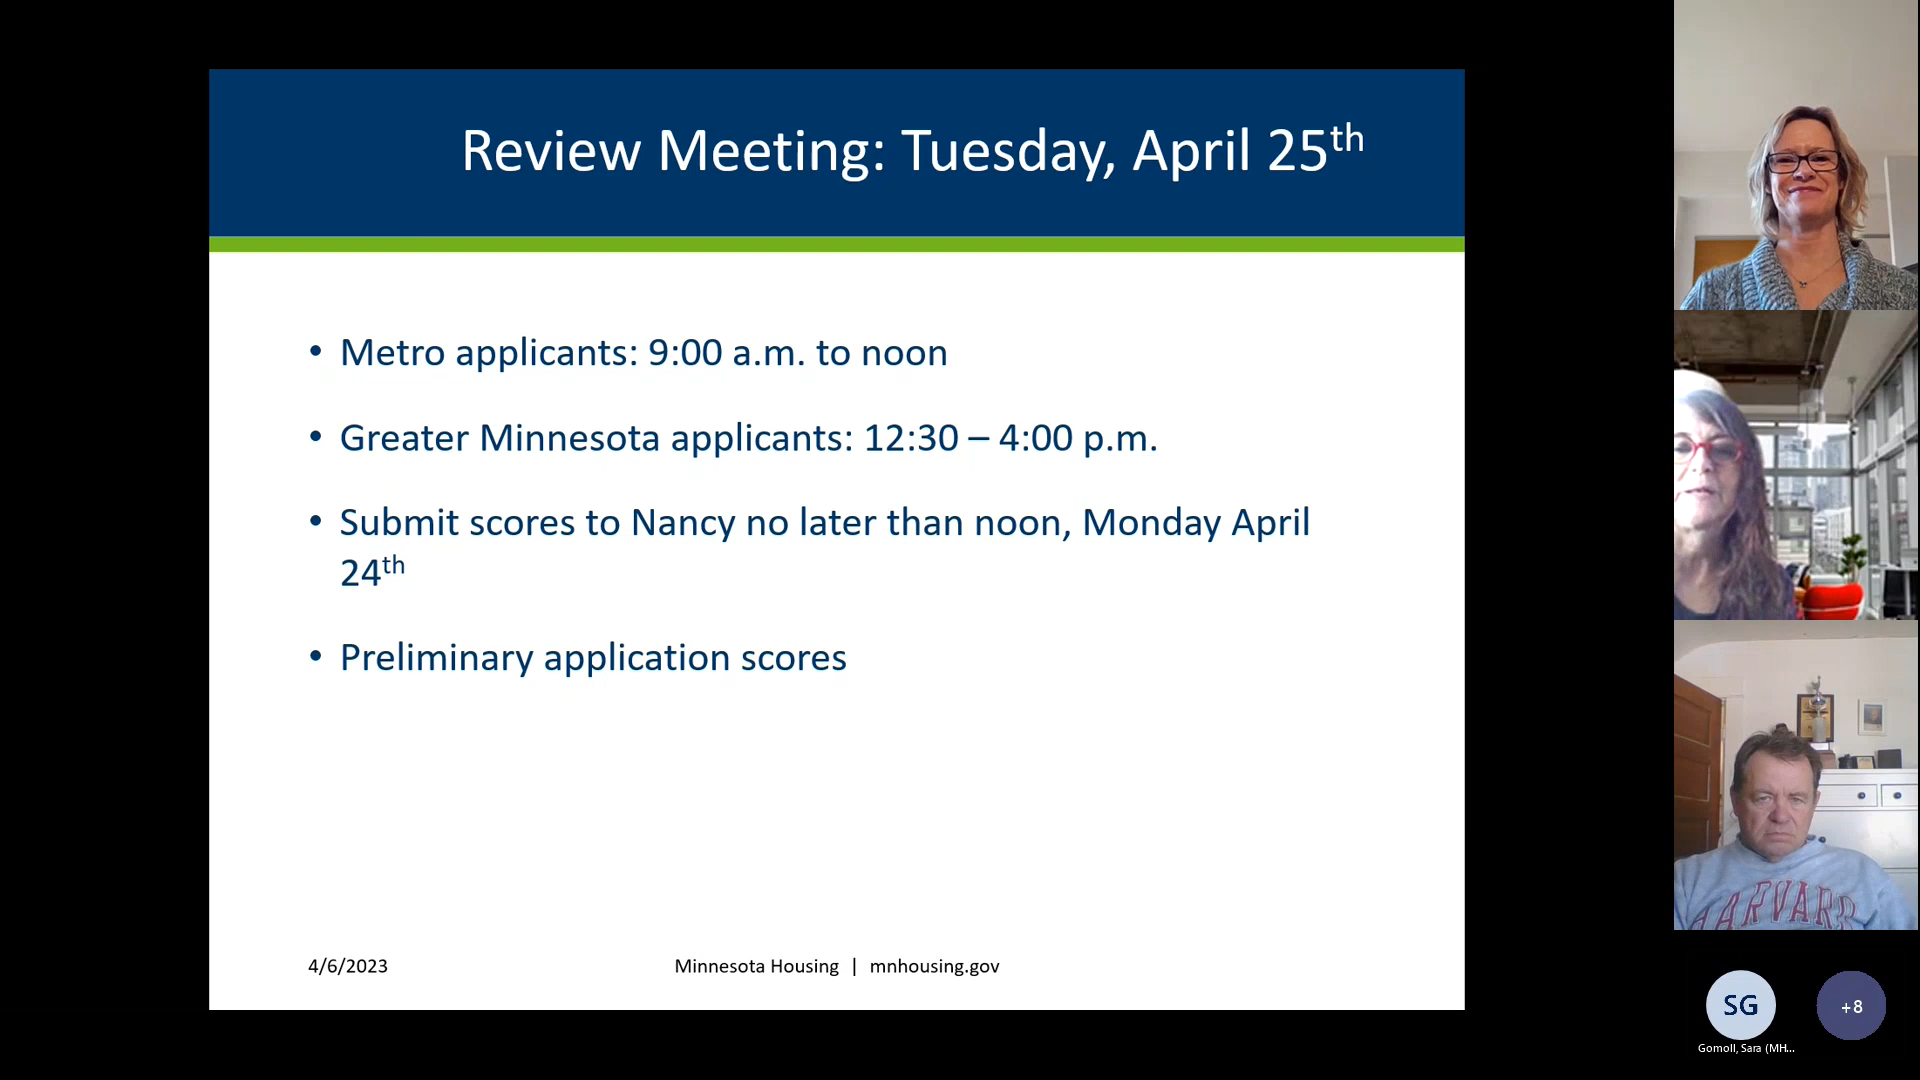 Review Meeting: Tuesday, April 25th
• Metro applicants: 9:00 a.m. to noon
• Greater Minnesota applicants: 12:30 – 4:00 p.m.
• Submit scores to Nancy no later than noon, Monday April
24th
• Preliminary application scores
4/6/2023
Minnesota Housing | mnhousing.gov
HARVARD
SG
+8
Gomoll, Sara (MH...